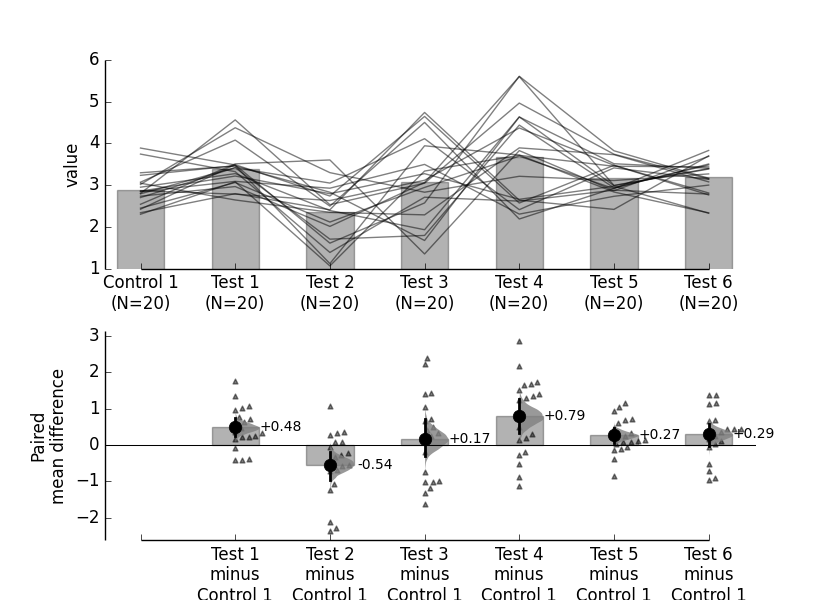 6
5
4
3
2
1
value
Control 1 Test 1 Test 2 Test 3 Test 4 Test 5 Test 6
(N=20) (N=20) (N=20) (N=20) (N=20) (N=20) (N=20)
3
2
1
0
−1
−2
Paired
mean difference
+0.48
-0.54
+0.17
+0.79
+0.27
+0.29
Test 1 Test 2 Test 3 Test 4 Test 5 Test 6
minus minus minus minus minus minus
Control 1 Control 1 Control 1 Control 1 Control 1 Control 1